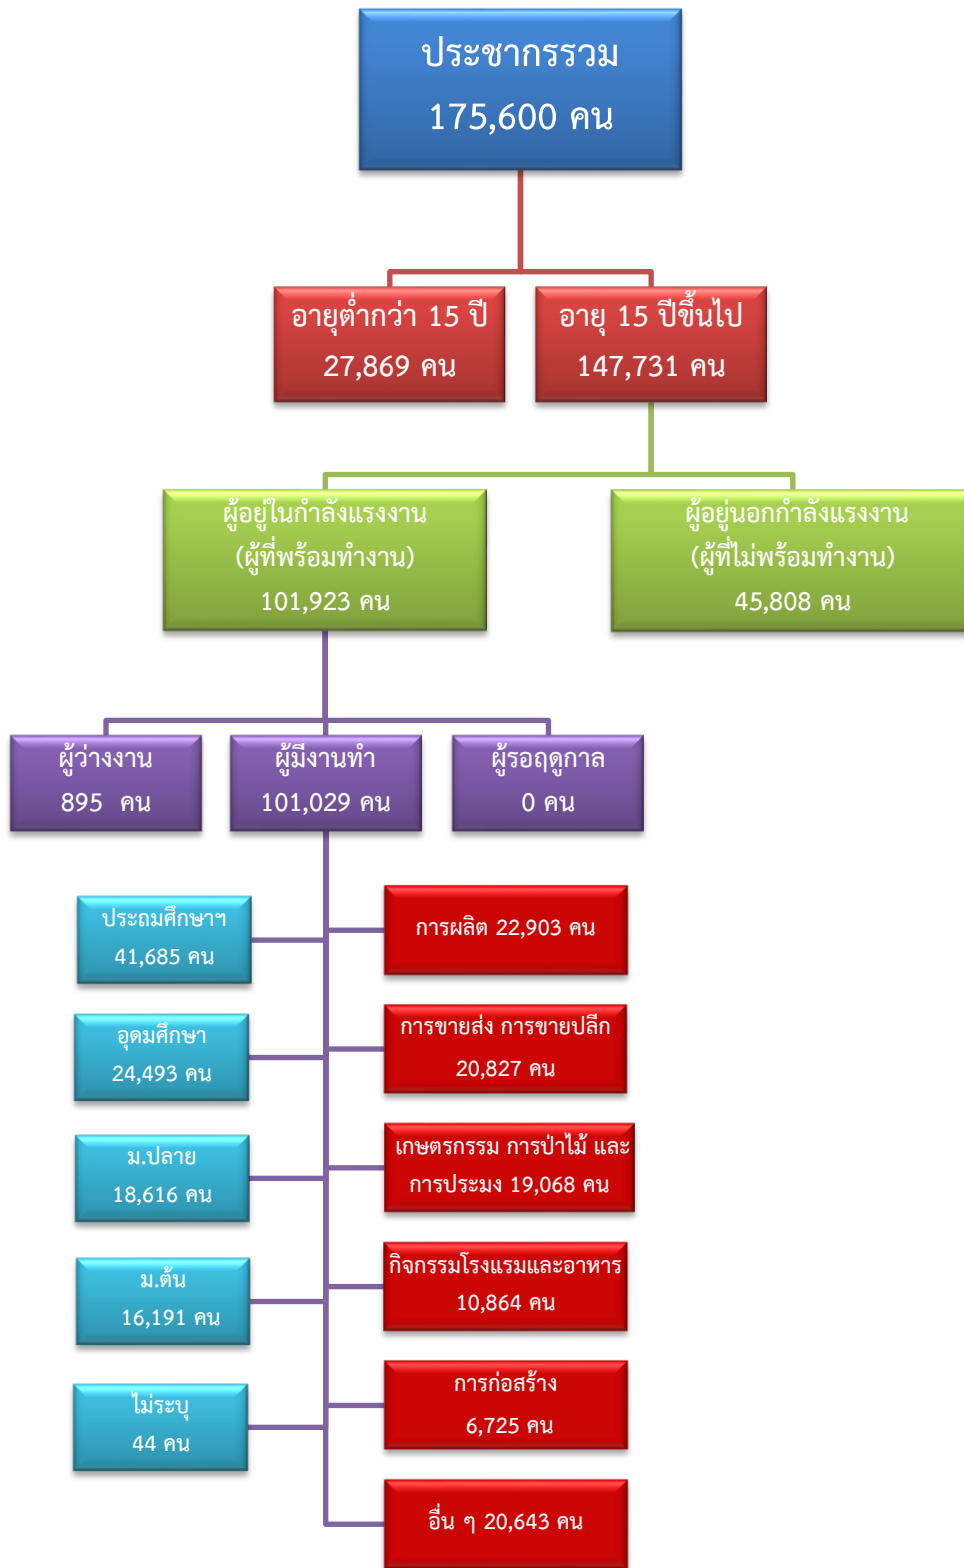 ประชากรรวม
175,600 คน
อายุต่ำกว่า 15 ปี
27,869 คน
อายุ 15 ปีขึ้นไป
147,731 คน
ผู้อยู่ในกำลังแรงงาน
(ผู้ที่พร้อมทำงาน)
101,923 คน
ผู้อยู่นอกกำลังแรงงาน
(ผู้ที่ไม่พร้อมทำงาน)
45,808 คน
ผู้ว่างงาน
895 คน
ผู้มีงานทำ
101,029 คน
ผู้รอฤดูกาล
0 คน
ประถมศึกษาฯ
41,685 คน
อุดมศึกษา
24,493 คน
ม.ปลาย
18,616 คน
ม.ต้น
16,191 คน
ไม่ระบุ
44 คน
การผลิต 22,903 คน
การขายส่ง การขายปลีก
20,827 คน
เกษตรกรรม การป่าไม้ และ
การประมง 19,068 คน
กิจกรรมโรงแรมและอาหาร
10,864 คน
การก่อสร้าง
6,725 คน
อื่น ๆ 20,643 คน